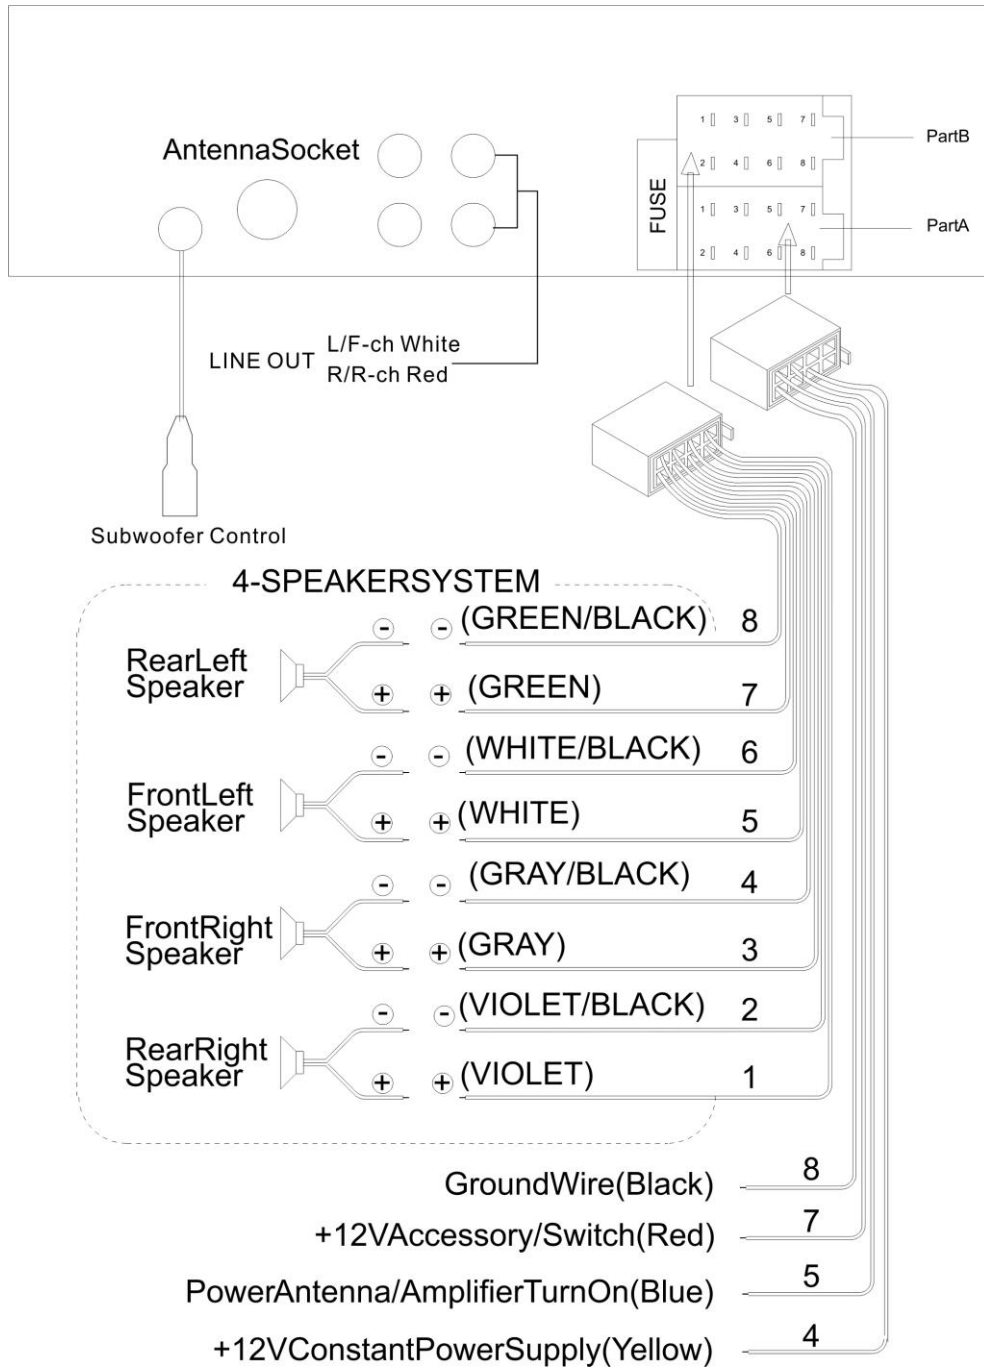 1 3 5 7
PartB
AntennaSocket
2 4 6 8
FUSE
1 3 5 7
PartA
2 4 6 8
LINE OUT
L/F-ch White
R/R-ch Red
Subwoofer Control
4-SPEAKERSYSTEM
- - (GREEN/BLACK) 8
RearLeft
Speaker
+ + (GREEN) 7
- - (WHITE/BLACK) 6
FrontLeft
Speaker
+ + (WHITE) 5
- - (GRAY/BLACK) 4
FrontRight
Speaker
+ + (GRAY) 3
- - (VIOLET/BLACK) 2
RearRight
Speaker
+ + (VIOLET) 1
GroundWire(Black) 8
+12VAccessory/Switch(Red) 7
PowerAntenna/AmplifierTurnOn(Blue) 5
+12VConstantPowerSupply(Yellow) 4